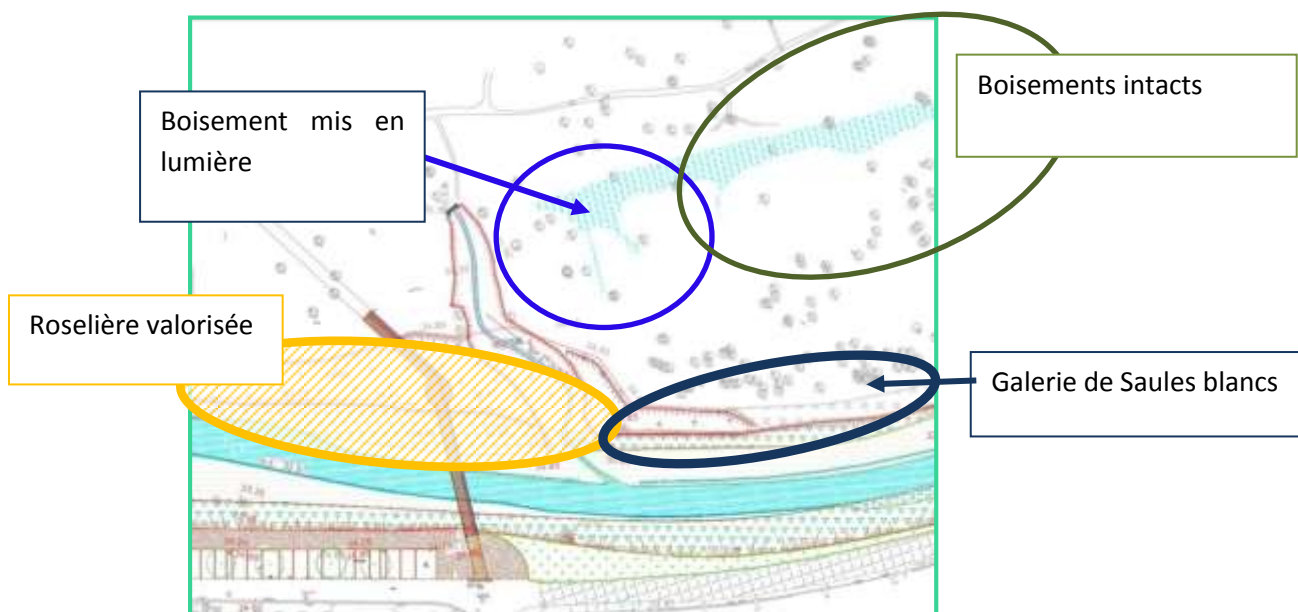 Boisement mis en
lumière
Boisements intacts
Roselière valorisée
Galerie de Saules blancs